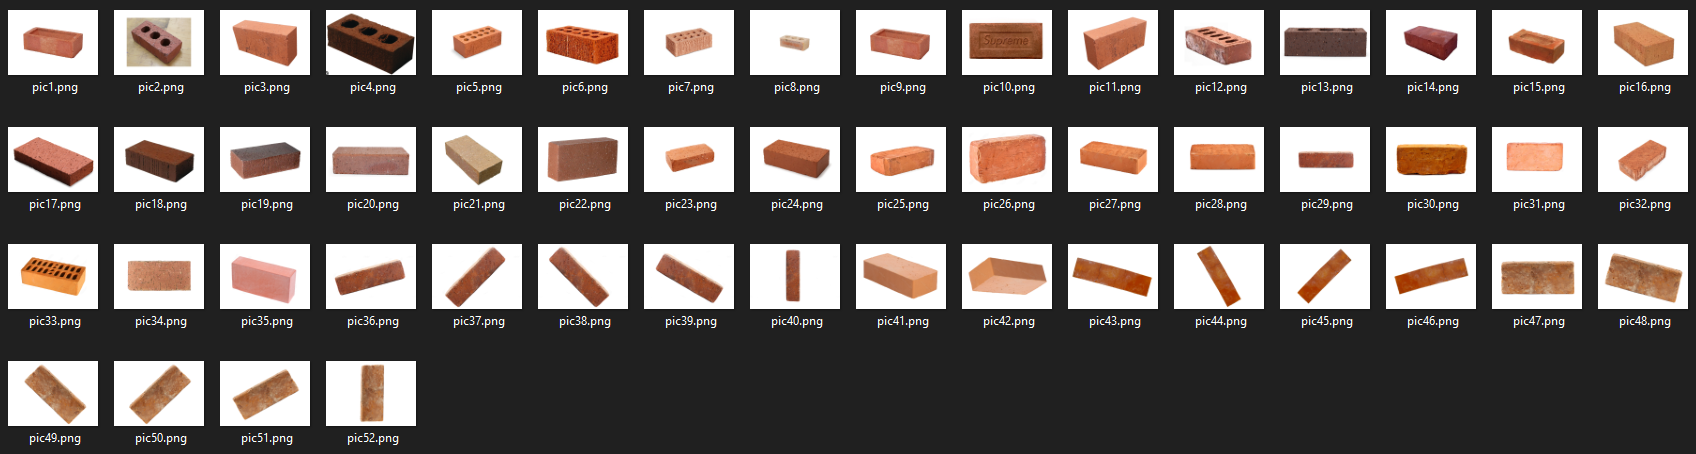 Supreme
pic1.png pic2.png pic3.png pic4.png pic5.png pic6.png pic7.png pic8.png pic9.png pic10.png pic11.png pic12.png pic13.png pic14.png pic15.png pic16.png
pic17.png pic18.png pic19.png pic20.png pic21.png pic22.png pic23.png pic24.png pic25.png pic26.png pic27.png pic28.png pic29.png pic30.png pic31.png pic32.png
pic33.png pic34.png pic35.png pic36.png pic37.png pic38.png pic39.png pic40.png pic41.png pic42.png pic43.png pic44.png pic45.png pic46.png pic47.png pic48.png
pic49.png pic50.png pic51.png pic52.png